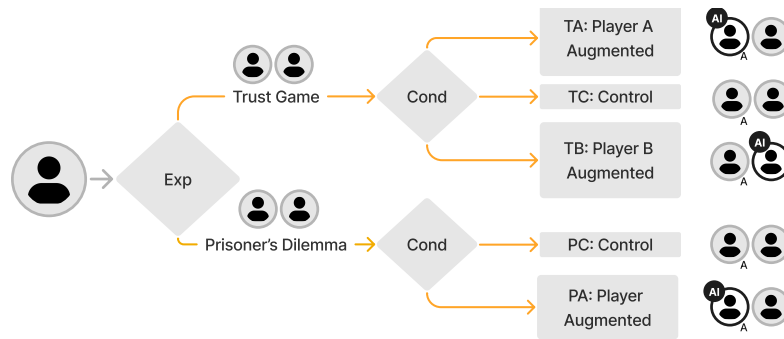 Exp
Trust Game
Prisoner's Dilemma
Cond
TA: Player A
Augmented
AI
A
TC: Control
A
TB: Player B
Augmented
AI
A
Cond
PC: Control
A
PA: Player
Augmented
AI
A